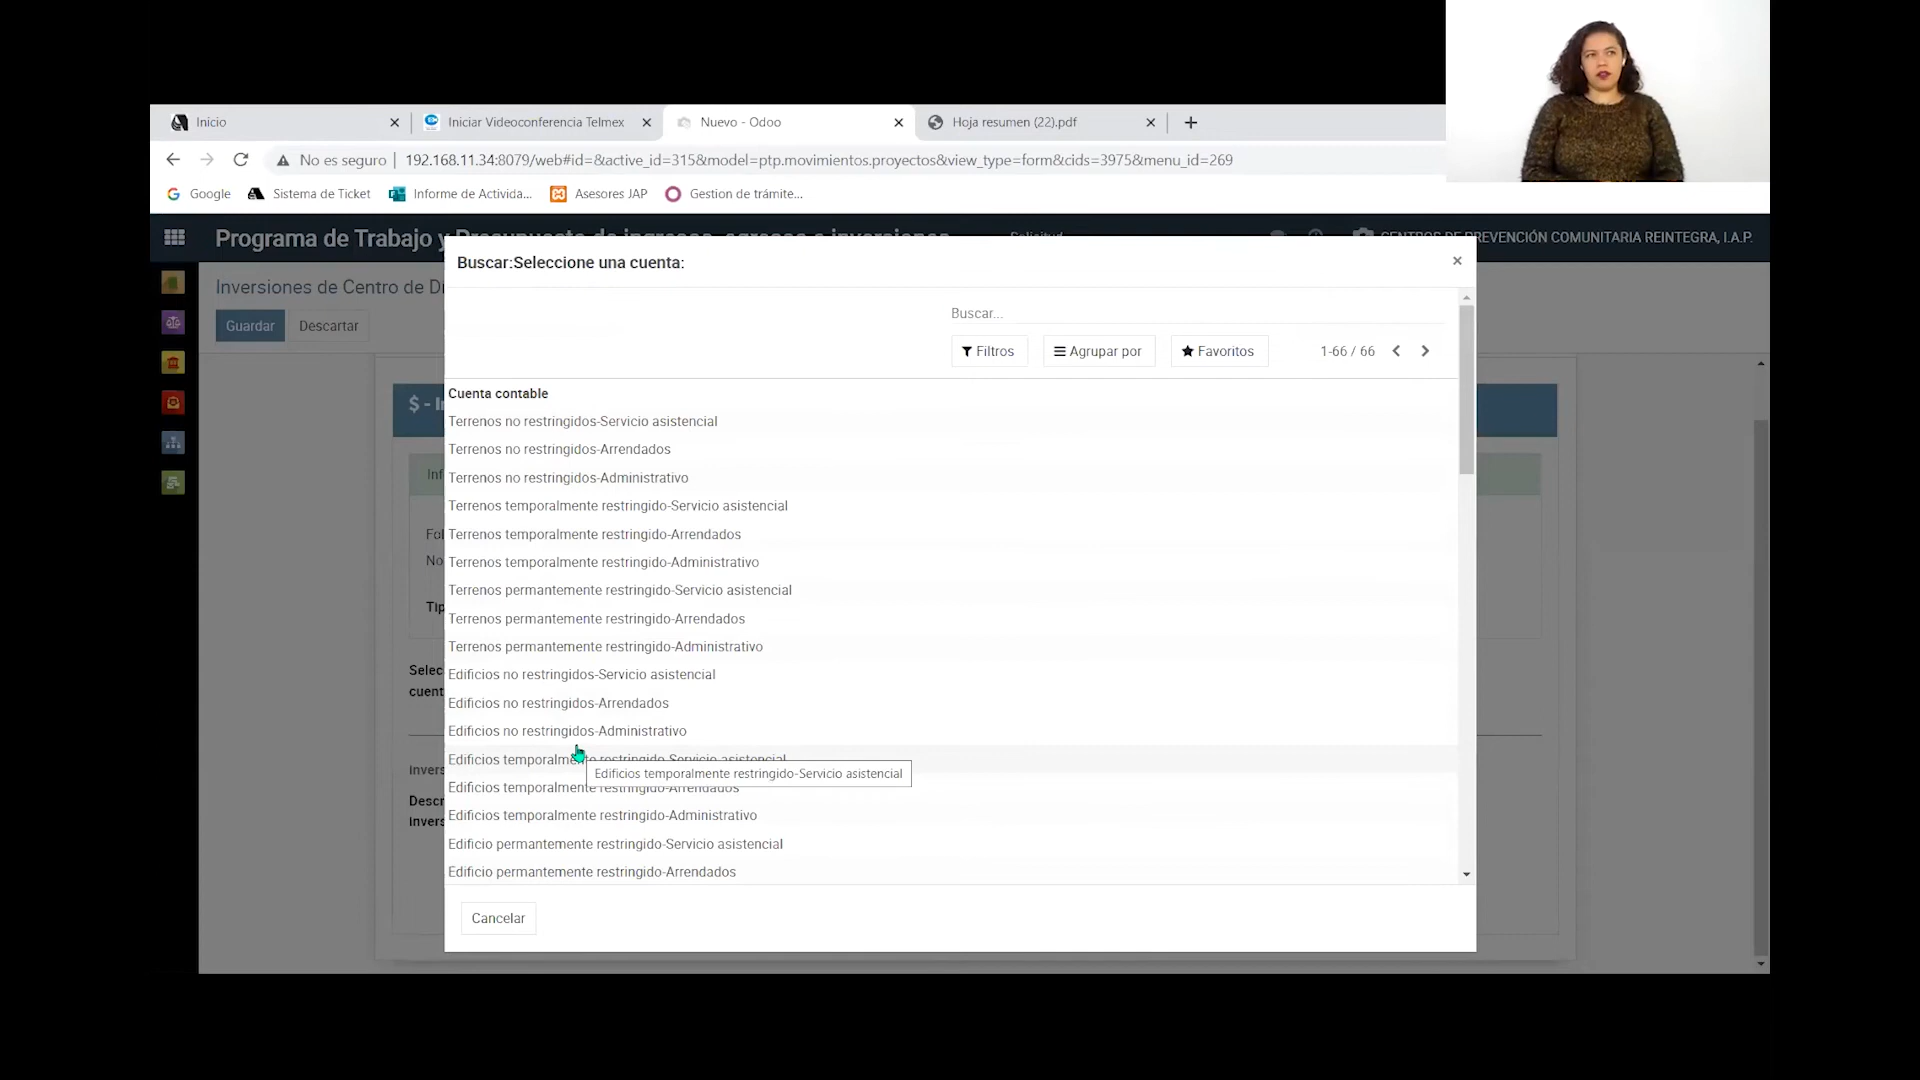 Inicio
Iniciar Videoconferencia Telmex
Nuevo - Odoo
Hoja resumen (22).pdf
No es seguro
192.168.11.34:8079/web#id=&active_id=315&model=ptp.movimientos.proyectos&view_type=form&cids=3975&menu_id=269
Google
Sistema de Ticket
Informe de Activida...
Asesores JAP
Gestion de trámite...
Programa de Trabajo y
CENTROS DE PREVENCIÓN COMUNITARIA REINTEGRA, I.A.P.
Inversiones de Centro de
Guardar
Descartar
Buscar:Seleccione una cuenta:
Buscar...
Filtros
Agrupar por
Favoritos
1-66 / 66
Cuenta contable
Terrenos no restringidos-Servicio asistencial
Terrenos no restringidos-Arrendados
Terrenos no restringidos-Administrativo
Terrenos temporalmente restringido-Servicio asistencial
Terrenos temporalmente restringido-Arrendados
Terrenos temporalmente restringido-Administrativo
Terrenos permantemente restringido-Servicio asistencial
Terrenos permantemente restringido-Arrendados
Terrenos permantemente restringido-Administrativo
Edificios no restringidos-Servicio asistencial
Edificios no restringidos-Arrendados
Edificios no restringidos-Administrativo
Edificios temporalmente restringido-Servicio asistencial
Edificios temporalmente restringido-Servicio asistencial
Edificios temporalmente restringido-Arrendados
Edificios temporalmente restringido-Administrativo
Edificio permantemente restringido-Servicio asistencial
Edificio permantemente restringido-Arrendados
Cancelar